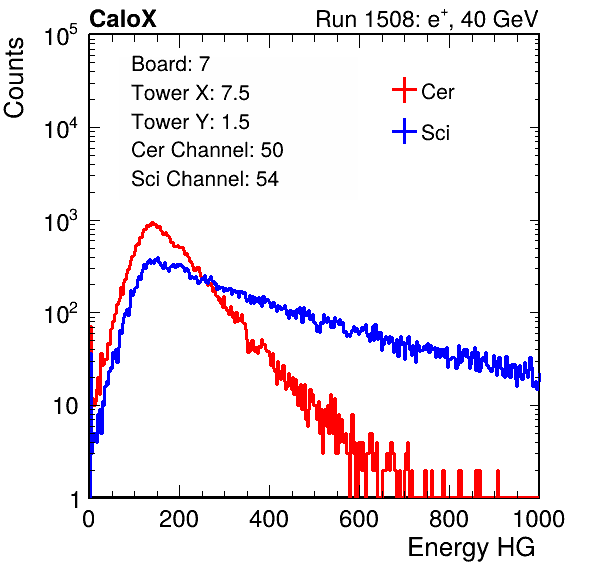 CaloX Run 1508: e⁺, 40 GeV
Counts
Board: 7
Tower X: 7.5
Tower Y: 1.5
Cer Channel: 50
Sci Channel: 54
Cer
Sci
10⁵
10⁴
10³
10²
10
1
0 200 400 600 800 1000
Energy HG